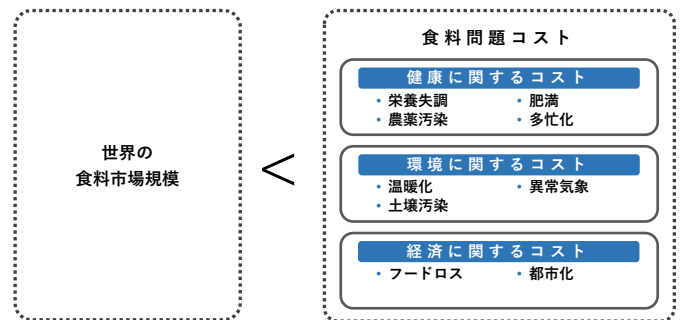 世界の
食料市場規模
<
食料問題コスト
健康に関するコスト
・栄養失調 ・肥満
・農薬汚染 ・多忙化
環境に関するコスト
・温暖化 ・異常気象
・土壌汚染
経済に関するコスト
・フードロス ・都市化